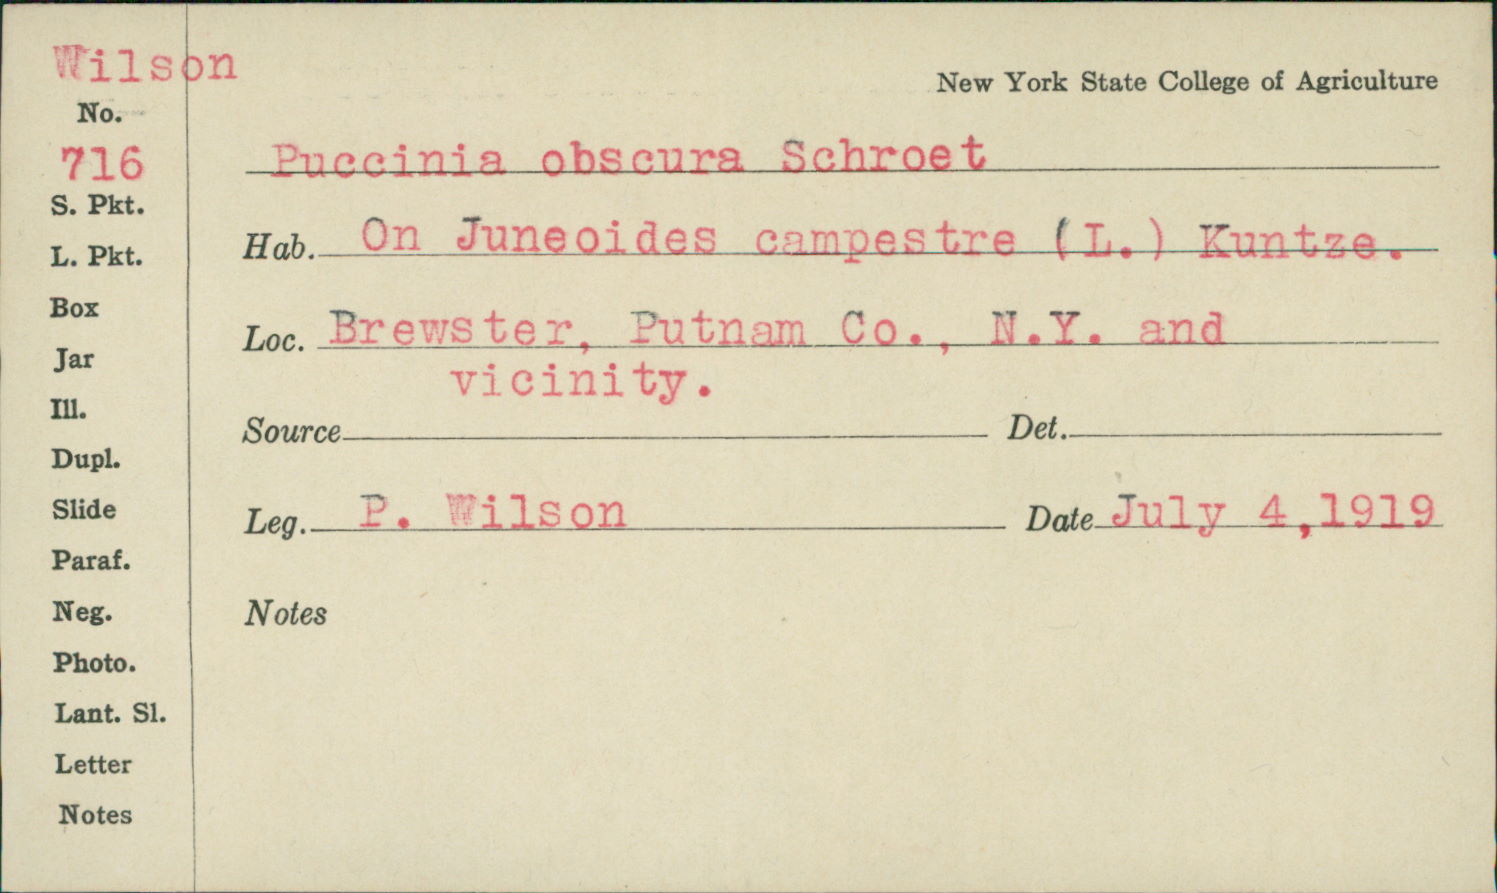 Wilson
New York State College of Agriculture
No.
716
Puccinia obscura Schroet
S. Pkt.
Hab. On Juneoides campestre (L.) Kuntze.
L. Pkt.
Box
Loc. Brewster, Putnam Co., N.Y. and
vicinity.
Jar
Ill.
Source Det.
Dupl.
Slide
Leg. P. Wilson Date July 4,1919
Paraf.
Neg.
Notes
Photo.
Lant. Sl.
Letter
Notes